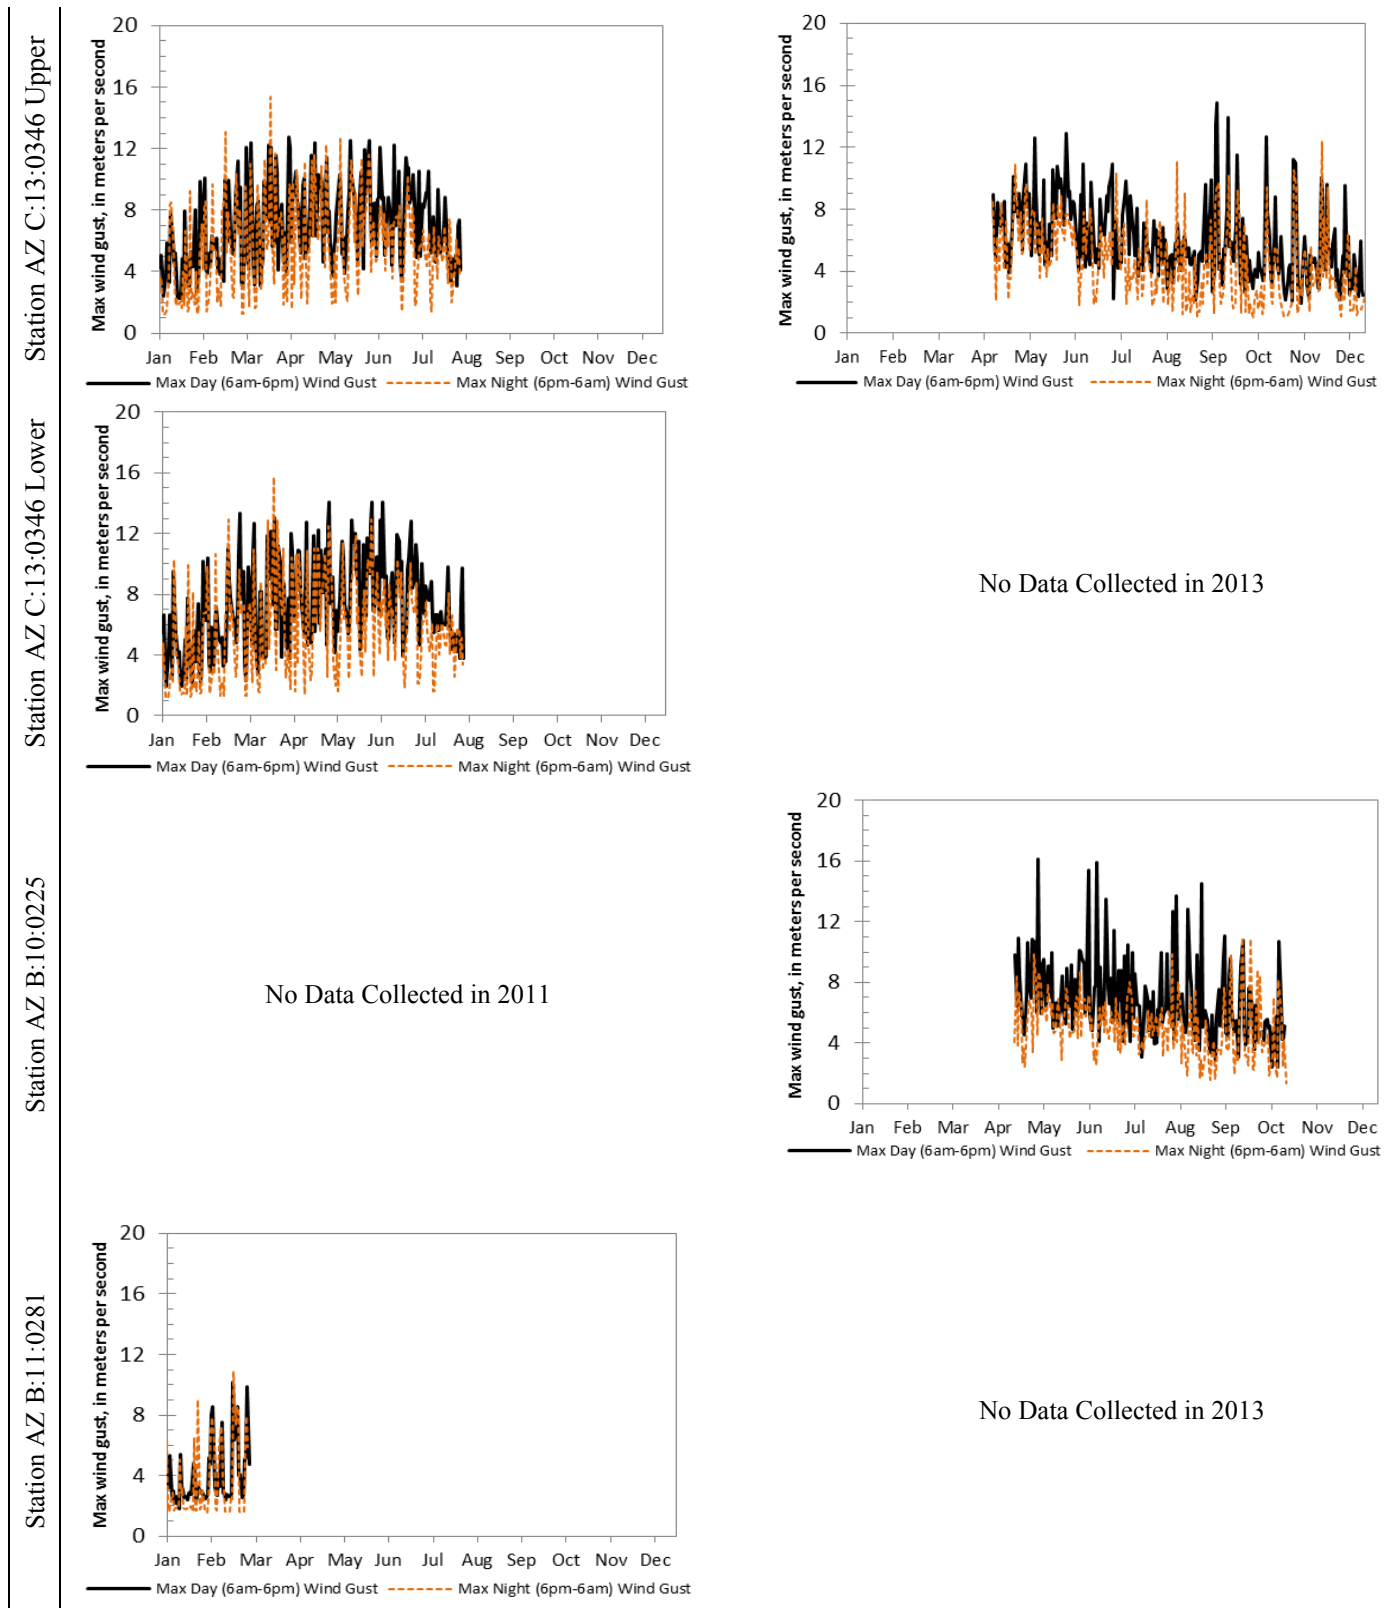 Station AZ C:13:0346 Upper
Max wind gust, in meters per second
20
16
12
8
4
0
Jan Feb Mar Apr May Jun Jul Aug Sep Oct Nov Dec
Max Day (6am-6pm) Wind Gust Max Night (6pm-6am) Wind Gust
Max wind gust, in meters per second
20
16
12
8
4
0
Jan Feb Mar Apr May Jun Jul Aug Sep Oct Nov Dec
Max Day (6am-6pm) Wind Gust Max Night (6pm-6am) Wind Gust
Station AZ C:13:0346 Lower
Max wind gust, in meters per second
20
16
12
8
4
0
Jan Feb Mar Apr May Jun Jul Aug Sep Oct Nov Dec
Max Day (6am-6pm) Wind Gust Max Night (6pm-6am) Wind Gust
No Data Collected in 2013
Station AZ B:10:0225
No Data Collected in 2011
Max wind gust, in meters per second
20
16
12
8
4
0
Jan Feb Mar Apr May Jun Jul Aug Sep Oct Nov Dec
Max Day (6am-6pm) Wind Gust Max Night (6pm-6am) Wind Gust
Station AZ B:11:0281
Max wind gust, in meters per second
20
16
12
8
4
0
Jan Feb Mar Apr May Jun Jul Aug Sep Oct Nov Dec
Max Day (6am-6pm) Wind Gust Max Night (6pm-6am) Wind Gust
No Data Collected in 2013